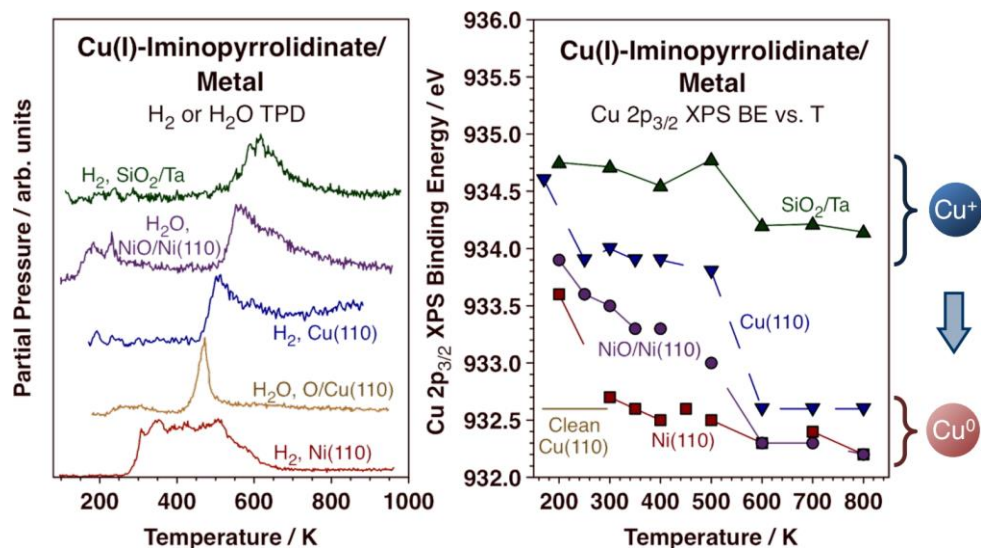 Cu(I)-Iminopyrrolidinate/
Metal
H2 or H2O TPD
H2, SiO2/Ta
H2O,
NiO/Ni(110)
H2, Cu(110)
H2O, O/Cu(110)
H2, Ni(110)
Partial Pressure / arb. units
200
400
600
800
1000
Temperature / K
Cu(I)-Iminopyrrolidinate/
Metal
Cu 2p3/2 XPS BE vs. T
Cu 2p3/2 XPS Binding Energy / eV
936.0
935.5
935.0
934.5
934.0
933.5
933.0
932.5
932.0
SiO2/Ta
Cu(110)
NiO/Ni(110)
Clean
Cu(110)
Ni(110)
200
300
400
500
600
700
800
Temperature / K
Cu+
Cu0